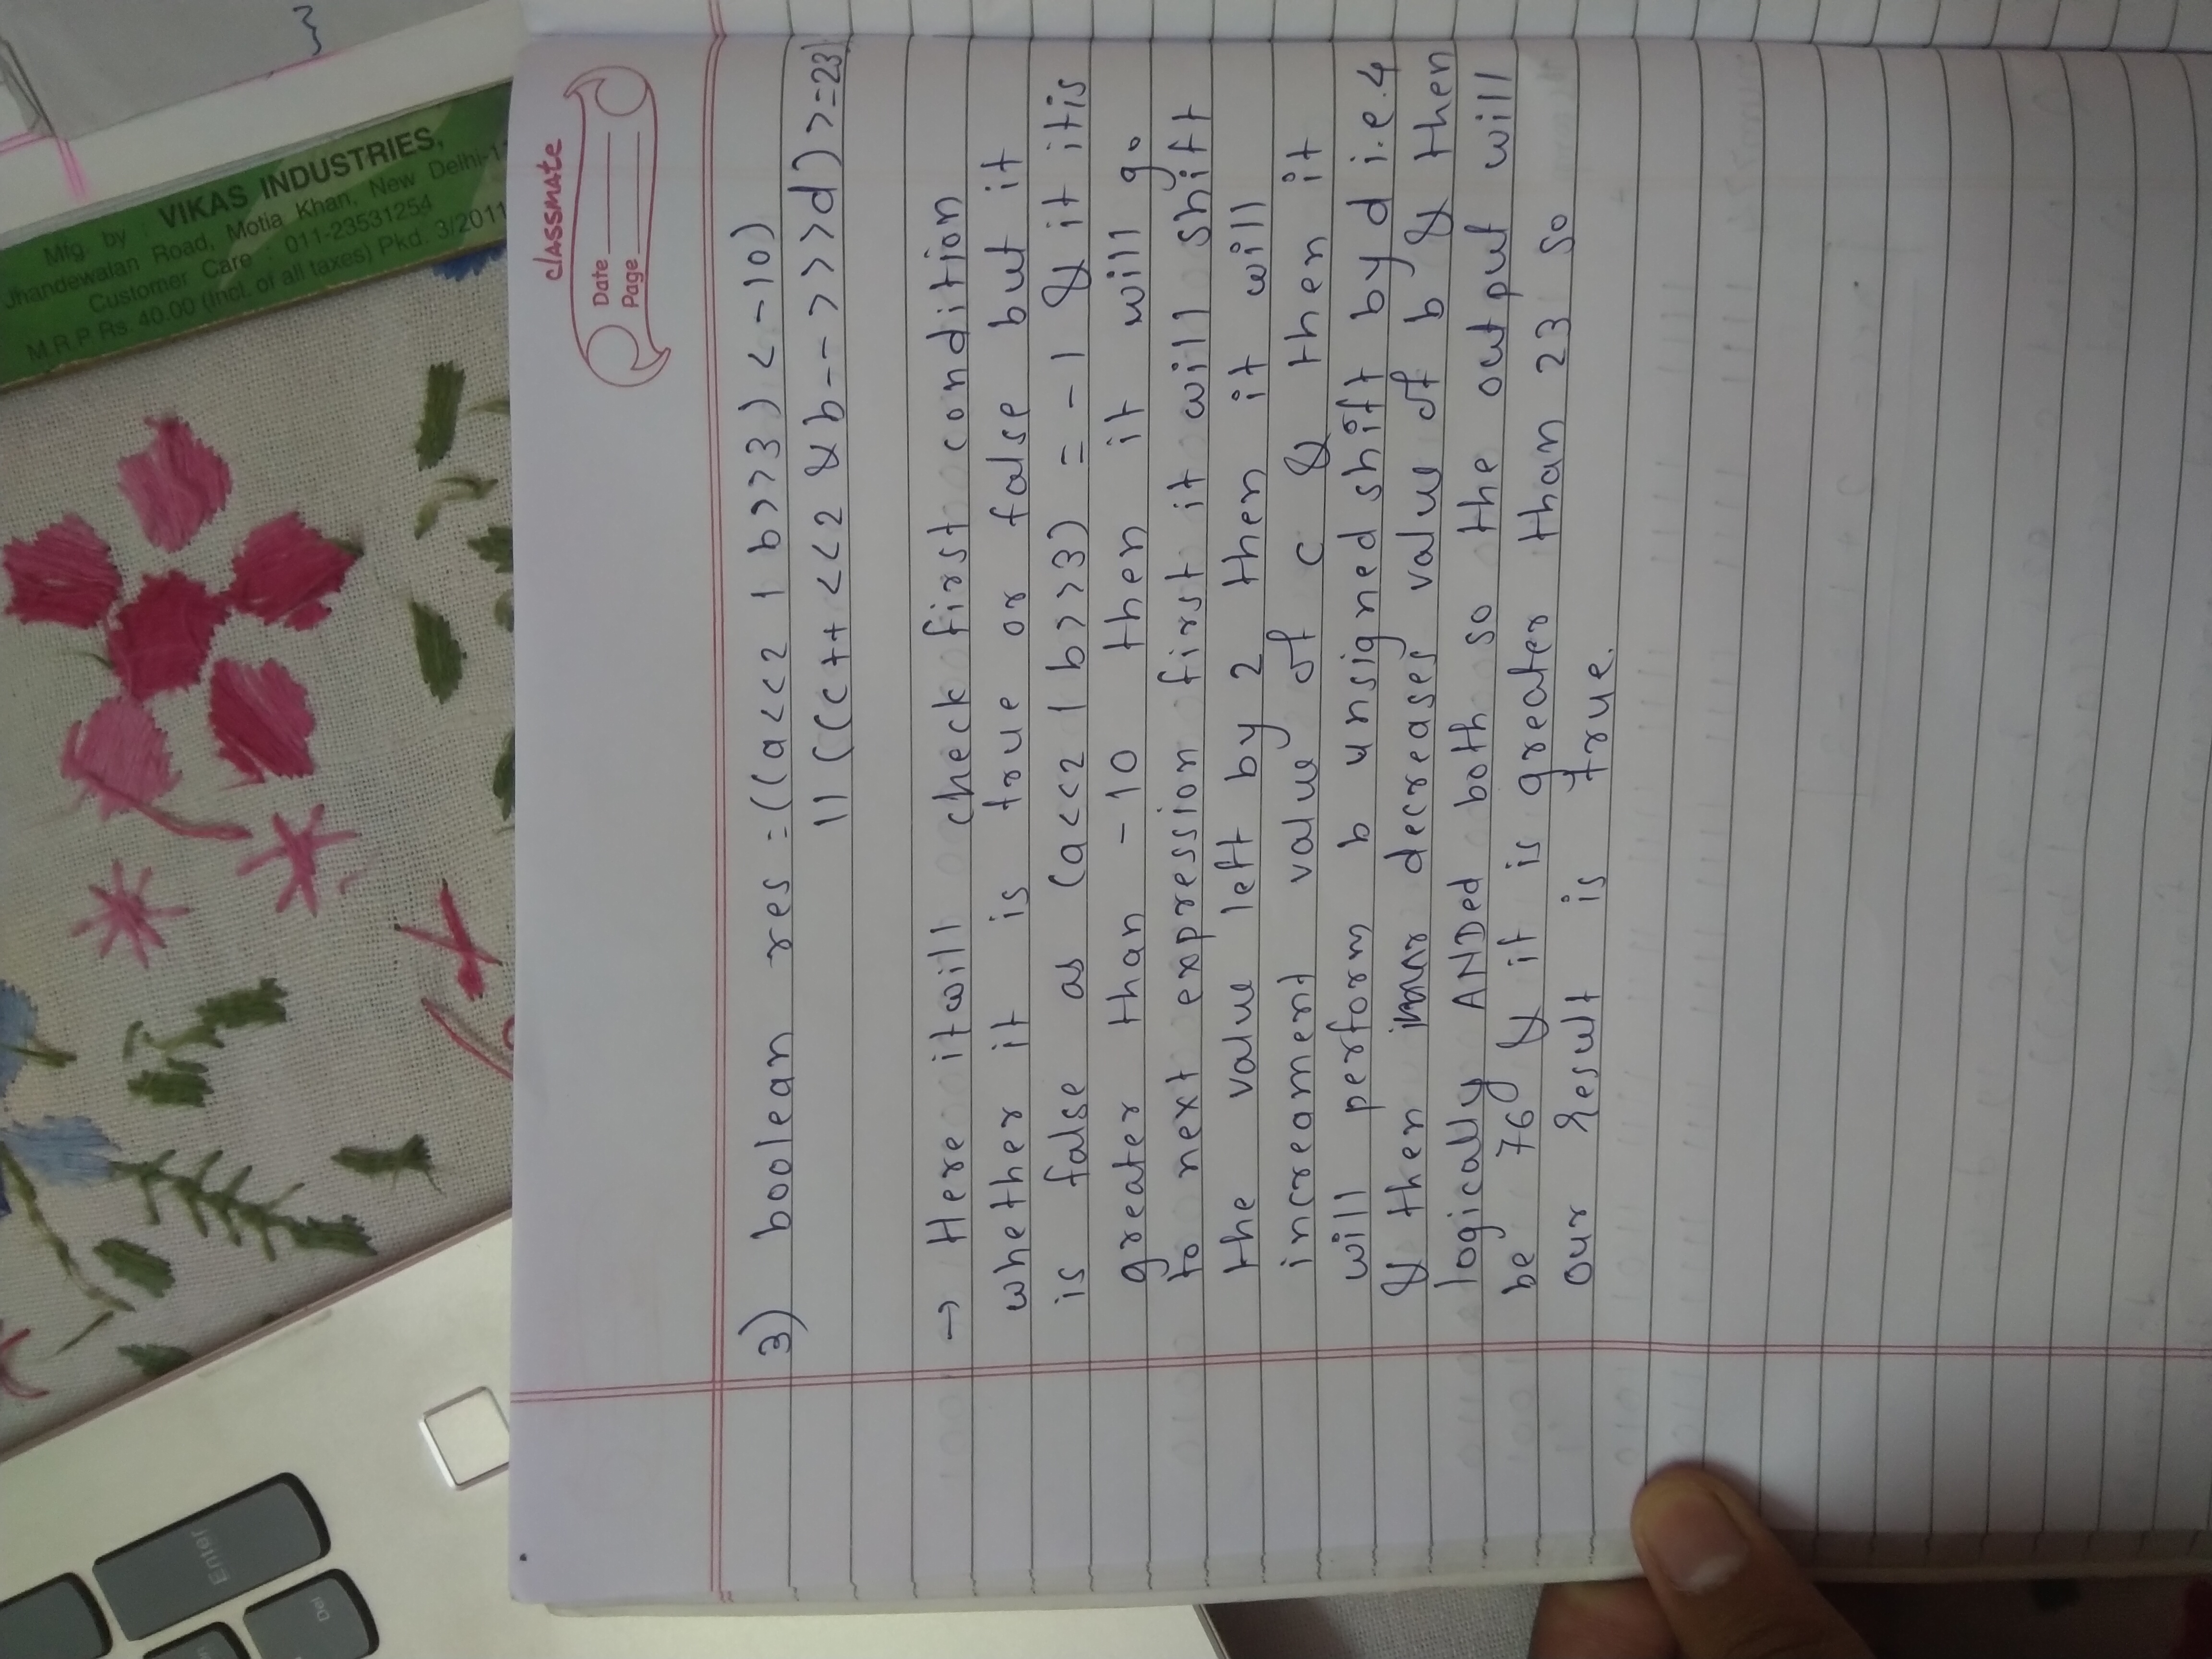 3
Mfg. by : VIKAS INDUSTRIES,
Jhandewalan Road, Motia Khan, New Delhi-1
Customer Care : 011-23531254
M.R.P. Rs. 40.00 (Incl. of all taxes) Pkd. 3/2011
classmate
Date
Page
3) boolean res = ((a<<2 | b>>3) < -10)
|| ((c++ <<2 & b-- >>>d) >=23)
→ Here it will check first condition
whether it is true or false but it
is false as (a<<2 | b>>3) = -1 & it is
greater than -10 then it will go
to next expression first it will shift
the value left by 2 then it will
increament value of c & then it
will perform b unsigned shift by d i.e. 4
& then decreases value of b & then
logically ANDed both so the output will
be 76 & it is greater than 23 so
our result is true.
Enter
Del